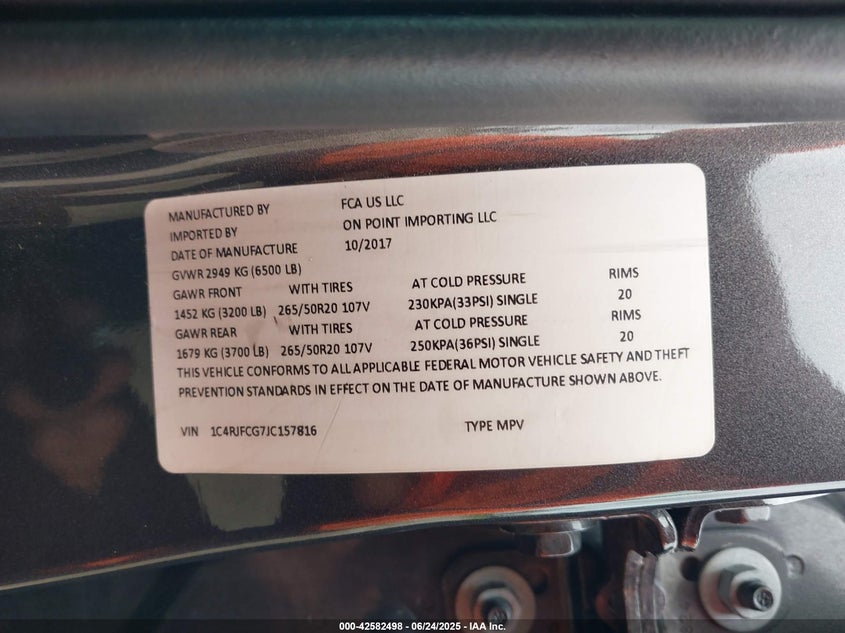 MANUFACTURED BY FCA US LLC
IMPORTED BY ON POINT IMPORTING LLC
DATE OF MANUFACTURE 10/2017
GVWR 2949 KG (6500 LB)
GAWR FRONT WITH TIRES AT COLD PRESSURE RIMS
1452 KG (3200 LB) 265/50R20 107V 230KPA(33PSI) SINGLE 20
GAWR REAR WITH TIRES AT COLD PRESSURE RIMS
1679 KG (3700 LB) 265/50R20 107V 250KPA(36PSI) SINGLE 20
THIS VEHICLE CONFORMS TO ALL APPLICABLE FEDERAL MOTOR VEHICLE SAFETY AND THEFT
PREVENTION STANDARDS IN EFFECT ON THE DATE OF MANUFACTURE SHOWN ABOVE.
VIN 1C4RJFCG7JC157816 TYPE MPV
000-42582498 - 06/24/2025 - IAA Inc.